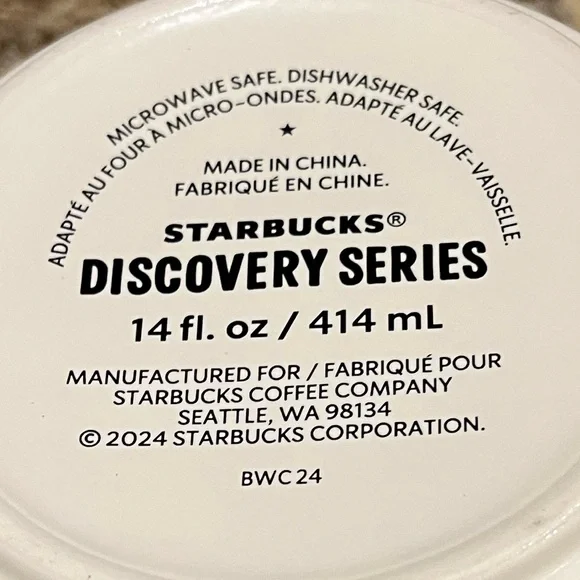 MICROWAVE SAFE. DISHWASHER SAFE.
ADAPTÉ AU FOUR À MICRO-ONDES. ADAPTÉ AU LAVE-VAISSELLE.
MADE IN CHINA.
FABRIQUÉ EN CHINE.
STARBUCKS®
DISCOVERY SERIES
14 fl. oz / 414 mL
MANUFACTURED FOR / FABRIQUÉ POUR
STARBUCKS COFFEE COMPANY
SEATTLE, WA 98134
© 2024 STARBUCKS CORPORATION.
BWC24